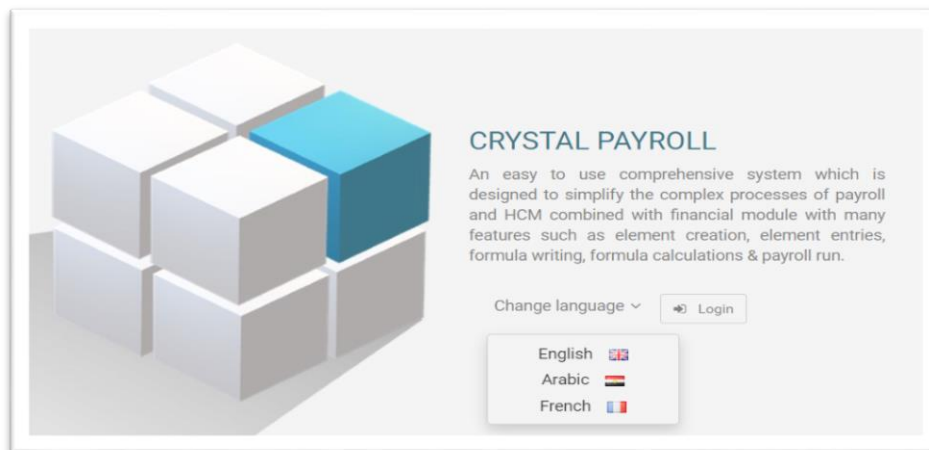 CRYSTAL PAYROLL
An easy to use comprehensive system which is
designed to simplify the complex processes of payroll
and HCM combined with financial module with many
features such as element creation, element entries,
formula writing, formula calculations & payroll run.
Change language
Login
English
Arabic
French